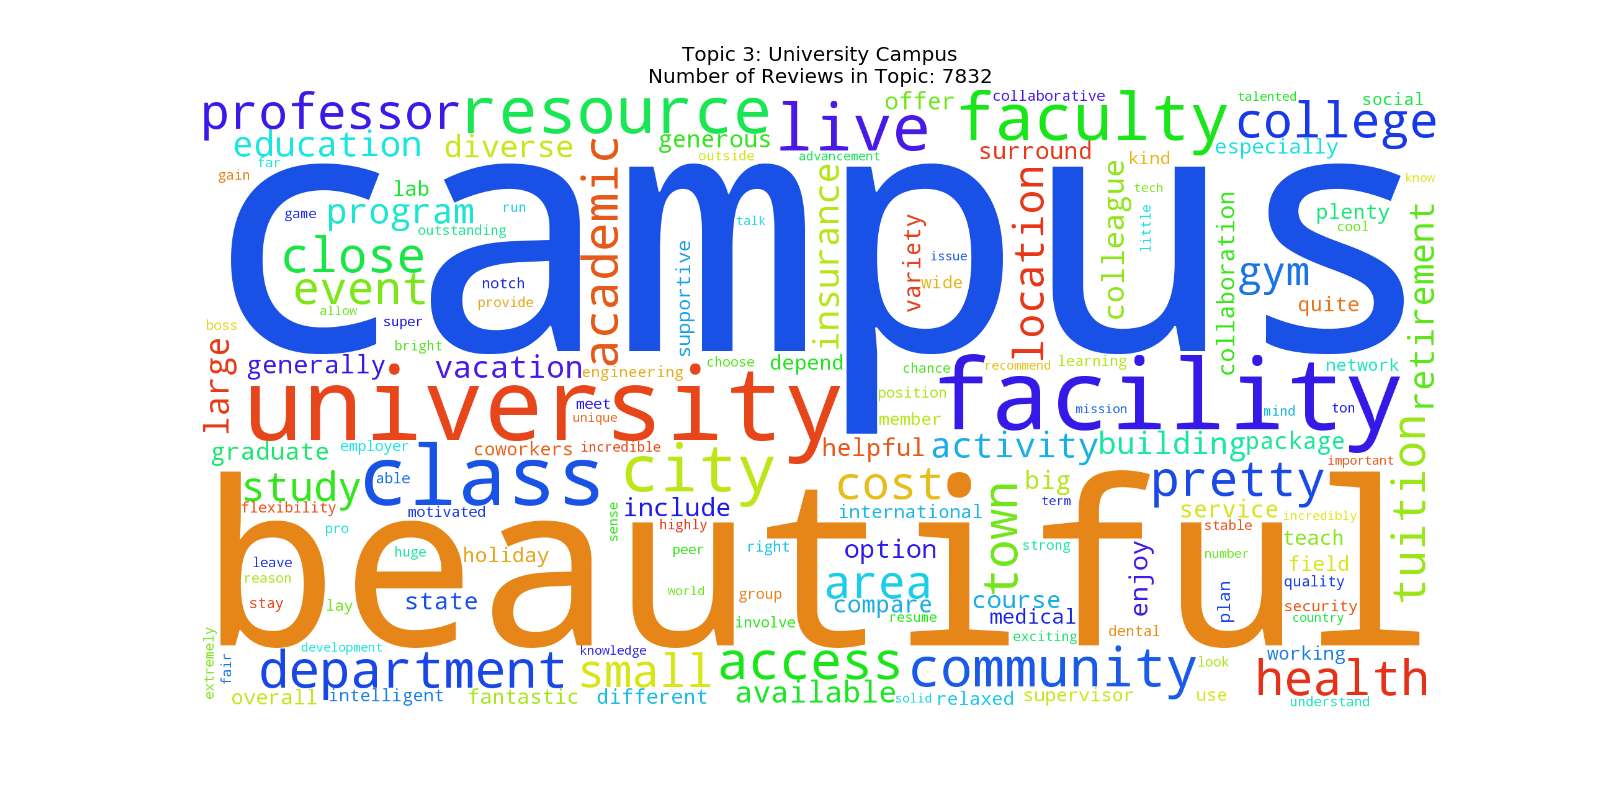 Topic 3: University Campus
Number of Reviews in Topic: 7832
professor resource live offer collaborative faculty talented college social
education diverse generous outside advancement surround kind especially
far gain lab academic insurance location colleague tech know
campus
game program run outstanding talk little plenty cool
close supportive variety issue wide collaboration gym quite retirement
event notch provide allow super
boss bright
large generally vacation engineering choose depend chance recommend learning network
university meet unique position member facility mission mind ton
graduate employer coworkers incredible helpful activity building package important
study class able city cost big pretty tuition
flexibility motivated include sense highly international town term service stable incredibly
beautiful
pro huge holiday peer right option strong enjoy number teach field
leave reason world group area compare course plan quality
stay lay state involve resume medical exciting dental security country
extremely fair development knowledge access community look working
department small health
overall intelligent fantastic different available solid relaxed supervisor use understand